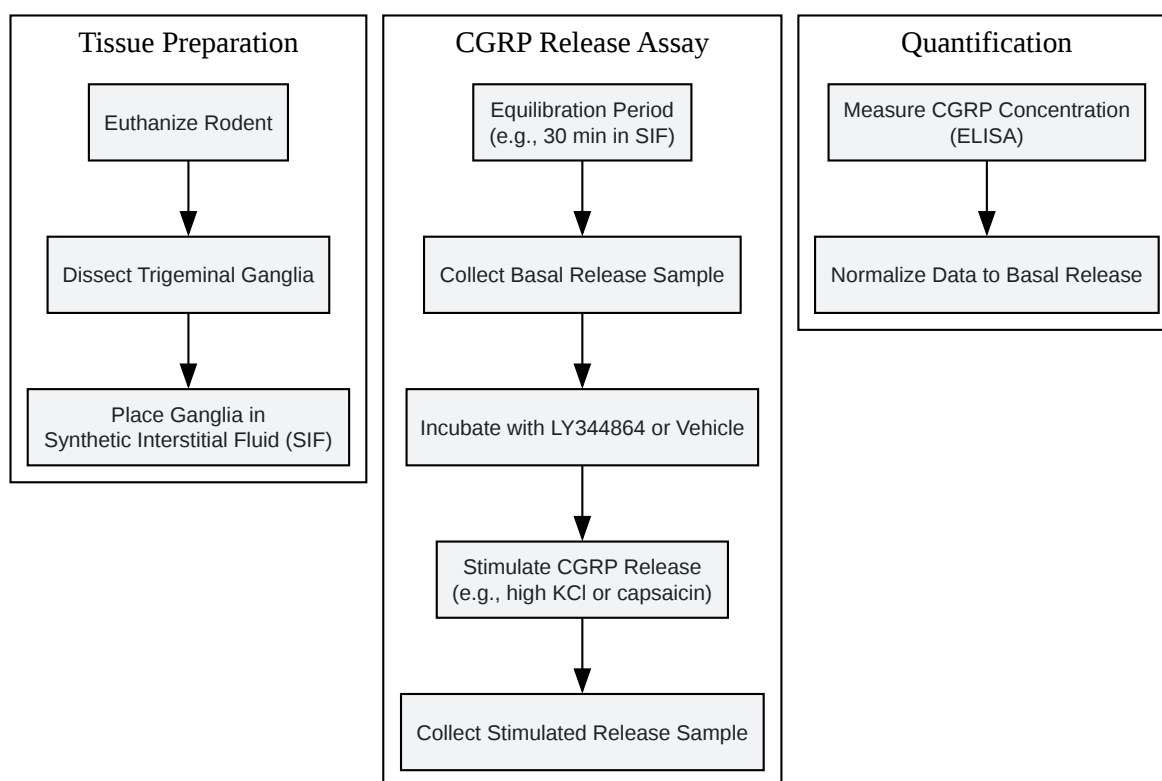 Tissue Preparation
Euthanize Rodent
Dissect Trigeminal Ganglia
Place Ganglia in
Synthetic Interstitial Fluid (SIF)
CGRP Release Assay
Equilibration Period
(e.g., 30 min in SIF)
Collect Basal Release Sample
Incubate with LY344864 or Vehicle
Stimulate CGRP Release
(e.g., high KCl or capsaicin)
Collect Stimulated Release Sample
Quantification
Measure CGRP Concentration
(ELISA)
Normalize Data to Basal Release